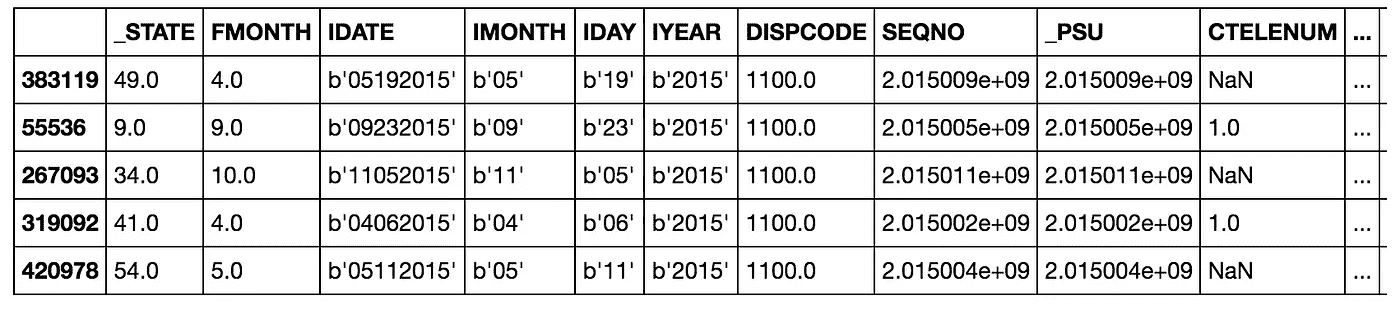 _STATE FMONTH IDATE IMONTH IDAY IYEAR DISPCODE SEQNO _PSU CTELENUM ...
383119 49.0 4.0 b'05192015' b'05' b'19' b'2015' 1100.0 2.015009e+09 2.015009e+09 NaN ...
55536 9.0 9.0 b'09232015' b'09' b'23' b'2015' 1100.0 2.015005e+09 2.015005e+09 1.0 ...
267093 34.0 10.0 b'11052015' b'11' b'05' b'2015' 1100.0 2.015011e+09 2.015011e+09 NaN ...
319092 41.0 4.0 b'04062015' b'04' b'06' b'2015' 1100.0 2.015002e+09 2.015002e+09 1.0 ...
420978 54.0 5.0 b'05112015' b'05' b'11' b'2015' 1100.0 2.015004e+09 2.015004e+09 NaN ...